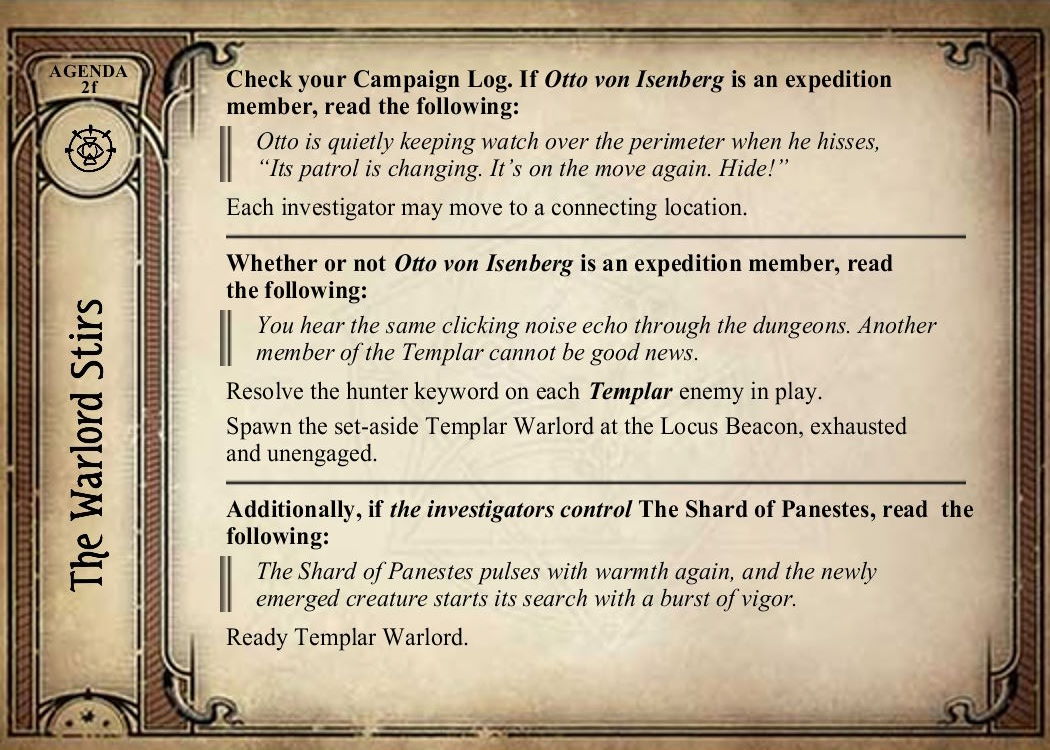 AGENDA
2f
The Warlord Stirs
Check your Campaign Log. If Otto von Isenberg is an expedition
member, read the following:
Otto is quietly keeping watch over the perimeter when he hisses,
“Its patrol is changing. It’s on the move again. Hide!”
Each investigator may move to a connecting location.
Whether or not Otto von Isenberg is an expedition member, read
the following:
You hear the same clicking noise echo through the dungeons. Another
member of the Templar cannot be good news.
Resolve the hunter keyword on each Templar enemy in play.
Spawn the set-aside Templar Warlord at the Locus Beacon, exhausted
and unengaged.
Additionally, if the investigators control The Shard of Panestes, read the
following:
The Shard of Panestes pulses with warmth again, and the newly
emerged creature starts its search with a burst of vigor.
Ready Templar Warlord.